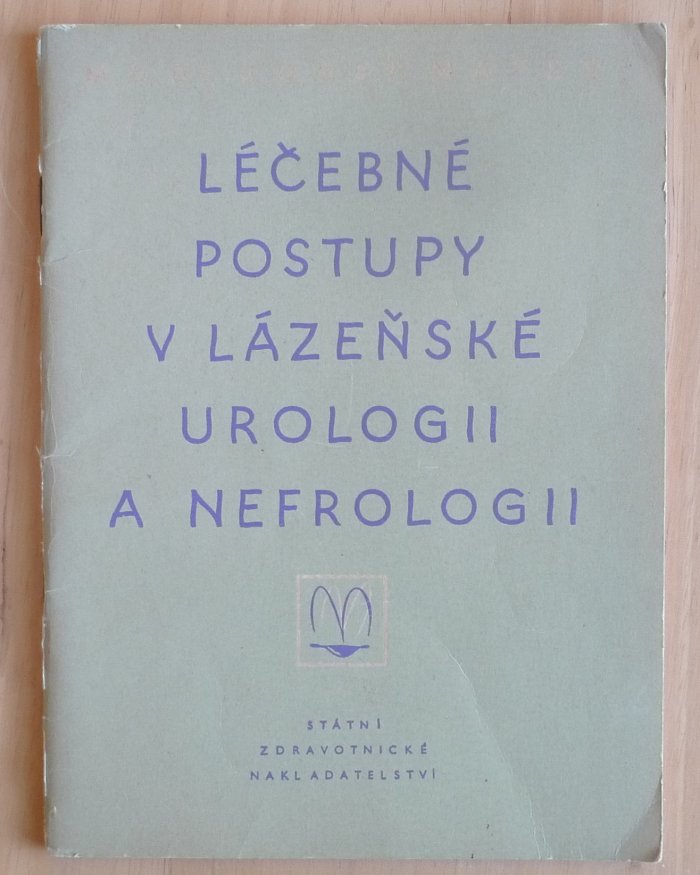 LÉČEBNÉ
POSTUPY
V LÁZEŇSKÉ
UROLOGII
A NEFROLOGII
STÁTNÍ
ZDRAVOTNICKÉ
NAKLADATELSTVÍ